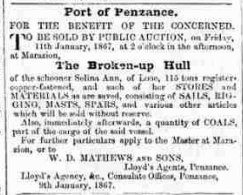 Port of Penzance.
FOR THE BENEFIT OF THE CONCERNED.
TO BE SOLD BY PUBLIC AUCTION, on Friday,
11th January, 1867, at 2 o'clock in the afternoon,
at Marazion,
The Broken-up Hull
of the schooner Selina Ann, of Looe, 115 tons register
copper-fastened, and each of her STORES and
MATERIALS as are saved, consisting of SAILS, RIG-
GING, MASTS, SPARS, and various other articles
which will be sold without reserve.
Also, immediately afterwards, a quantity of COALS,
part of the cargo of the said vessel.
For further particulars apply to the Master at Mara-
zion, or to
W. D. MATHEWS and SONS,
Lloyd's Agents, Penzance.
Lloyd's Agency, &c., Consulate Offices, Penzance,
9th January, 1867.